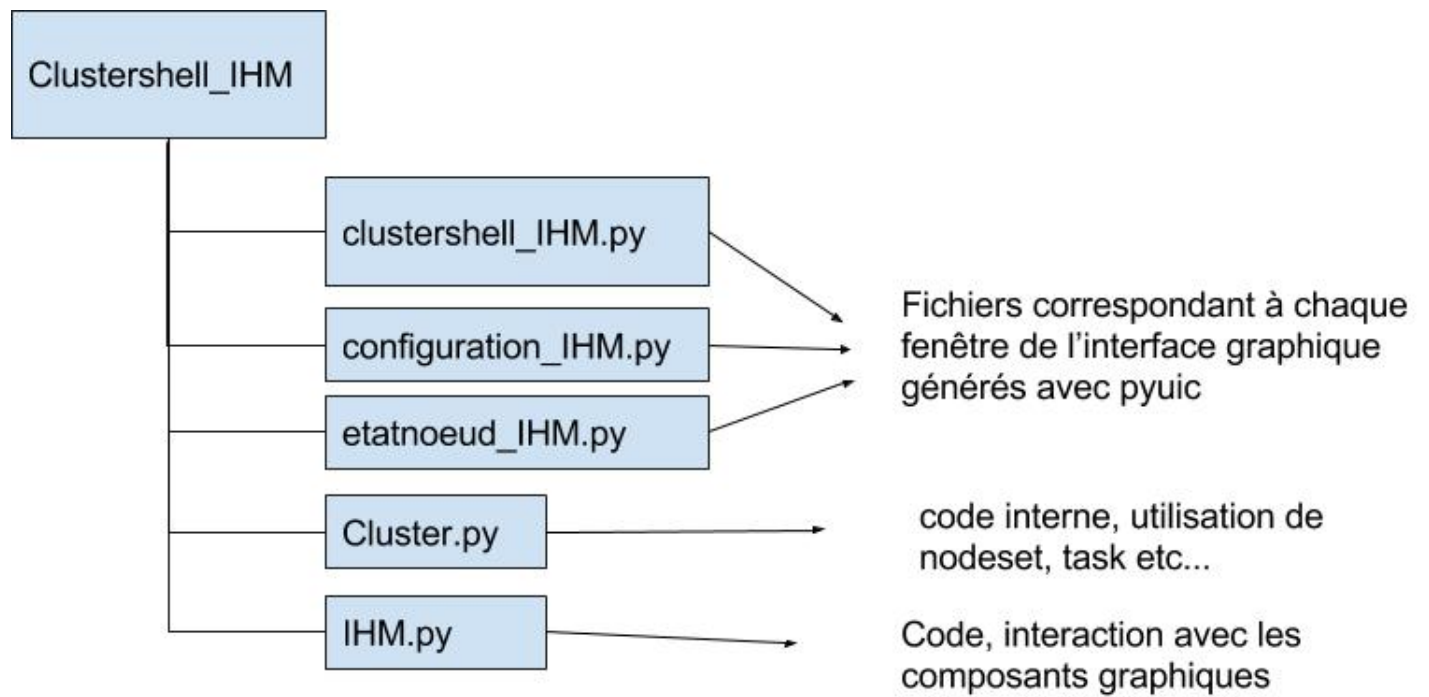 Clustershell_IHM
clustershell_IHM.py
configuration_IHM.py
etatnoeud_IHM.py
Fichiers correspondant à chaque
fenêtre de l’interface graphique
générés avec pyuic
Cluster.py
code interne, utilisation de
nodeset, task etc...
IHM.py
Code, interaction avec les
composants graphiques